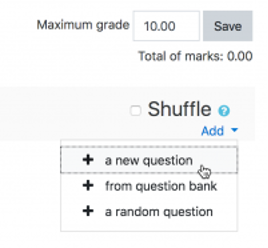 Maximum grade 10.00 Save
Total of marks: 0.00
Shuffle
Add
a new question
from question bank
a random question